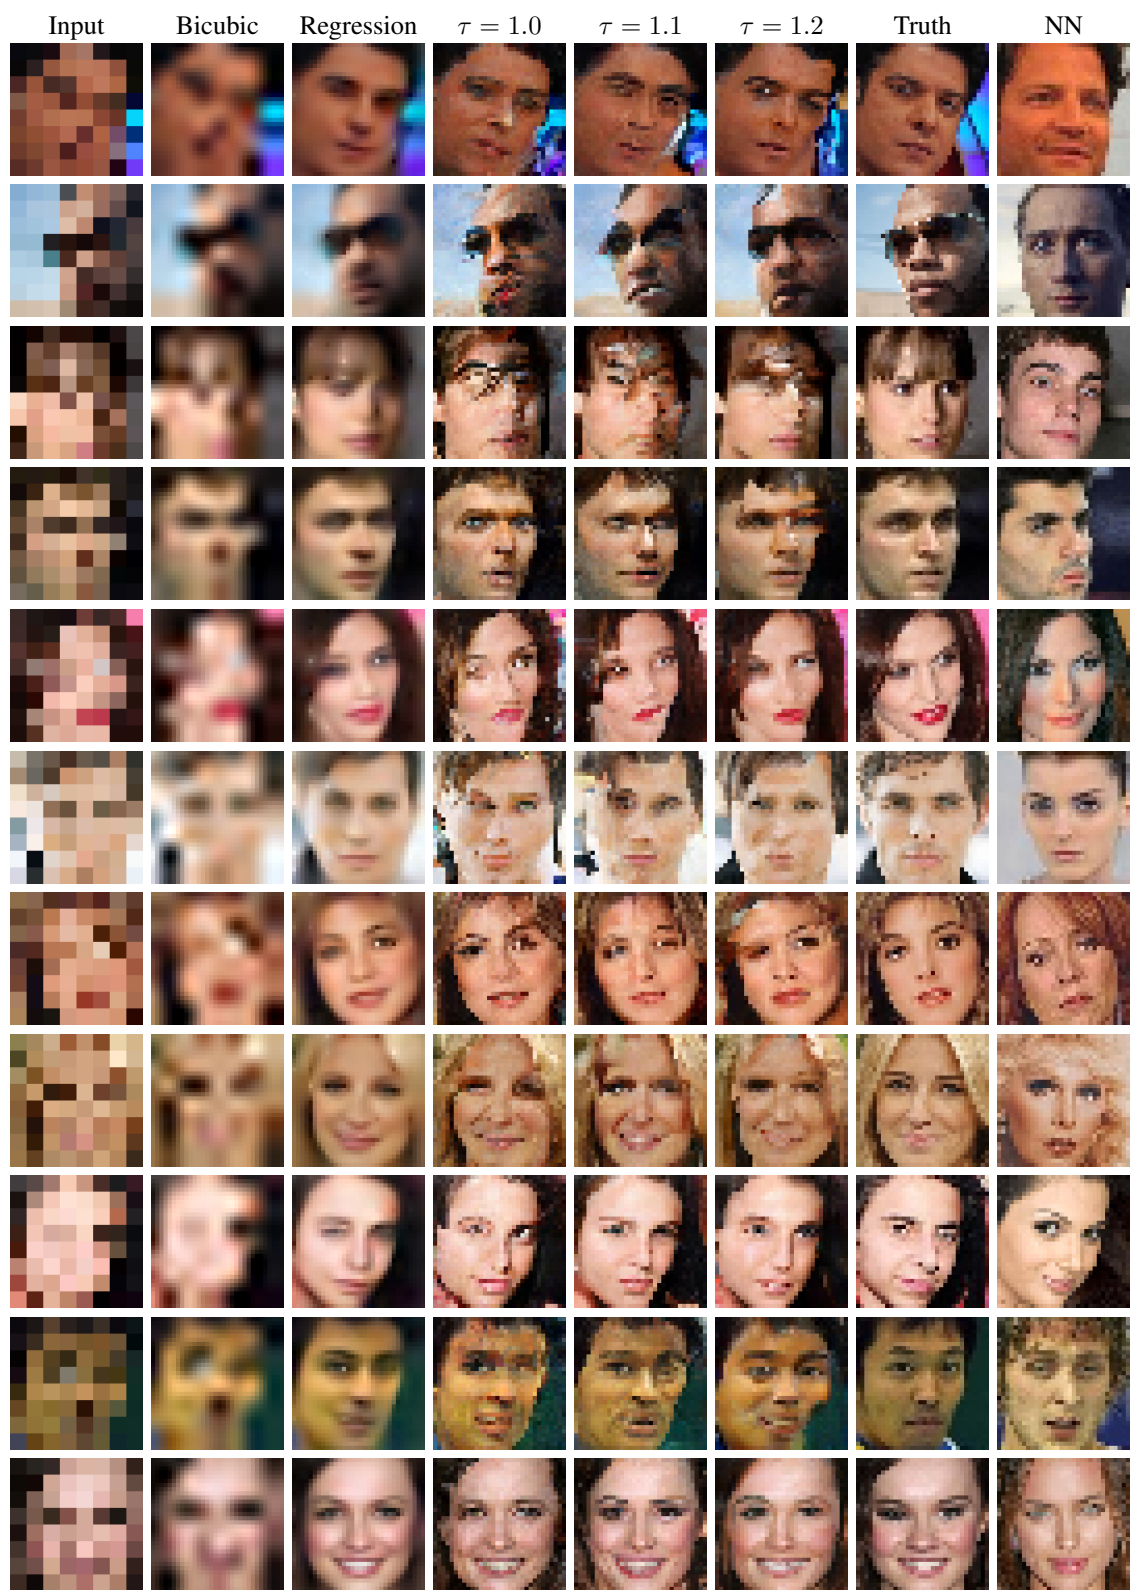 Input Bicubic Regression τ = 1.0 τ = 1.1 τ = 1.2 Truth NN